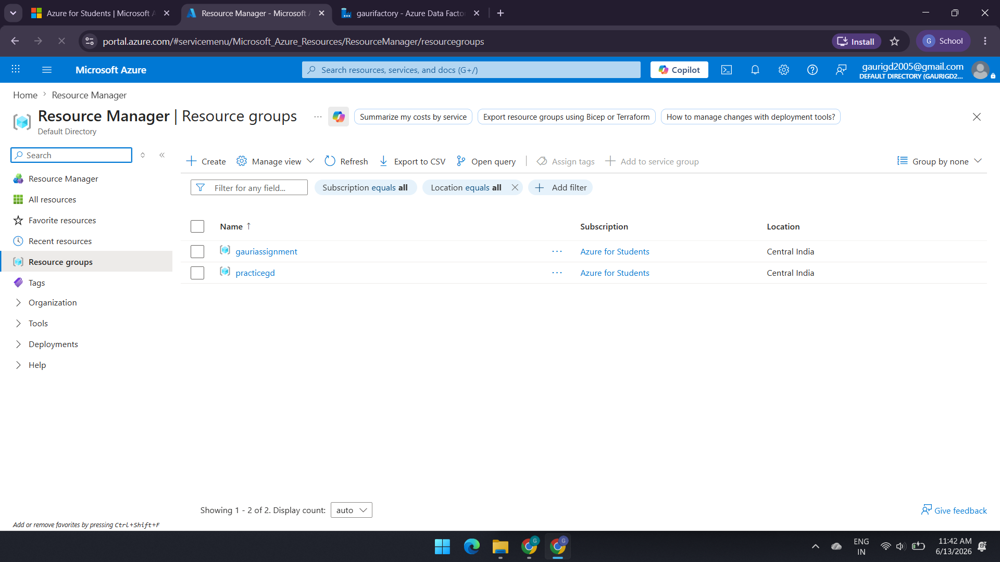 Azure for Students | Microsoft A
Resource Manager - Microsoft A
gaurifactory - Azure Data Facto
portal.azure.com/#servicemenu/Microsoft_Azure_Resources/ResourceManager/resourcegroups
Install
G School
Microsoft Azure
Search resources, services, and docs (G+/)
Copilot
gaurigd2005@gmail.com
DEFAULT DIRECTORY (GAURIGD2...
Home > Resource Manager
Resource Manager | Resource groups
...
Summarize my costs by service
Export resource groups using Bicep or Terraform
How to manage changes with deployment tools?
Default Directory
Search
Create
Manage view
Refresh
Export to CSV
Open query
Assign tags
Add to service group
Group by none
Resource Manager
All resources
Favorite resources
Recent resources
Resource groups
Tags
Organization
Tools
Deployments
Help
Filter for any field...
Subscription equals all
Location equals all
Add filter
Name ↑ Subscription Location
gauriassignment ... Azure for Students Central India
practicegd ... Azure for Students Central India
Showing 1 - 2 of 2. Display count: auto
Give feedback
Add or remove favorites by pressing Ctrl+Shift+F
G
G
ENG
IN
11:42 AM
6/13/2026